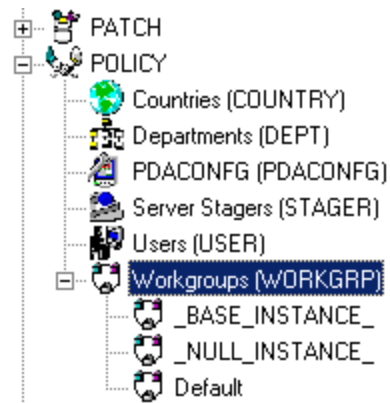 PATCH
POLICY
Countries (COUNTRY)
Departments (DEPT)
PDACONFG (PDACONFG)
Server Stagers (STAGER)
Users (USER)
Workgroups (WORKGRP)
_BASE_INSTANCE_
_NULL_INSTANCE_
Default